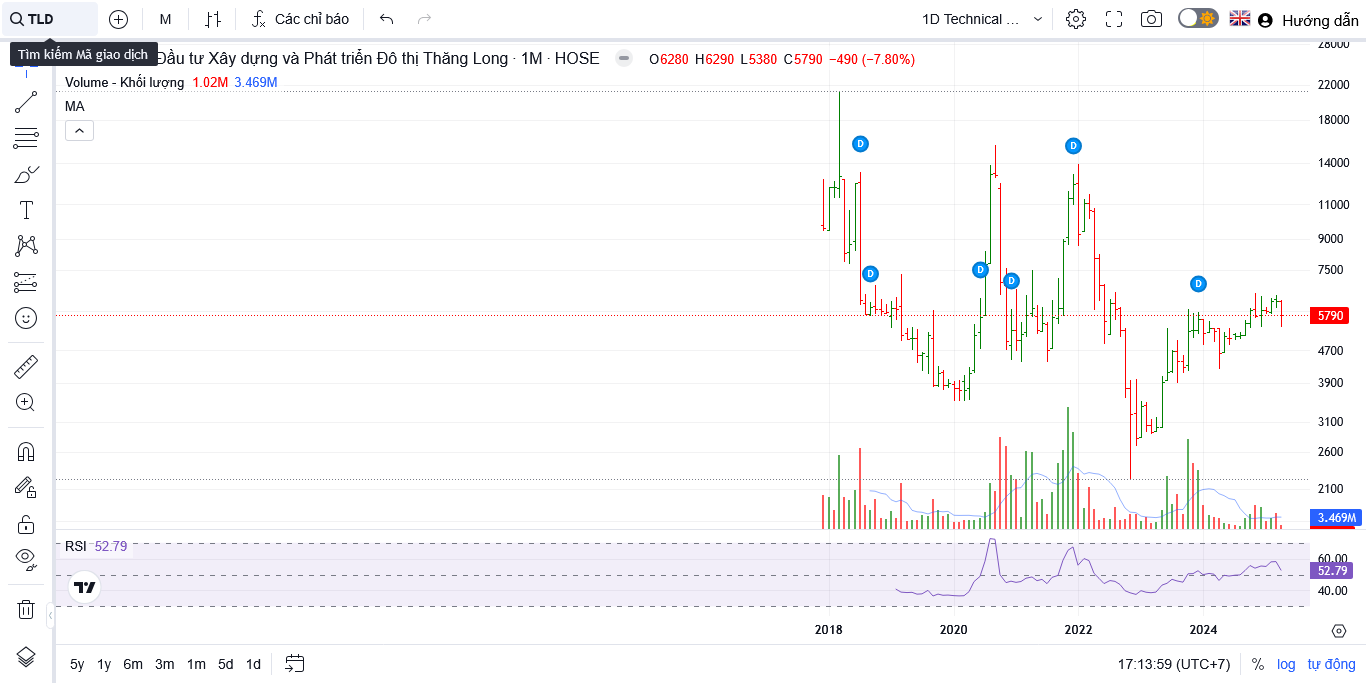 TLD M Các chỉ báo 1D Technical ... Hướng dẫn
Tìm kiếm Mã giao dịch
Đầu tư Xây dựng và Phát triển Đô thị Thăng Long · 1M · HOSE O6280 H6290 L5380 C5790 −490 (−7.80%)
Volume - Khối lượng 1.02M 3.469M
MA
28000
22000
18000
14000
11000
9000
7500
5790
4700
3900
3100
2600
2100
3.469M
D
D
D
D
D
D
RSI 52.79
60.00
52.79
40.00
2018 2020 2022 2024
5y 1y 6m 3m 1m 5d 1d 17:13:59 (UTC+7) % log tự động